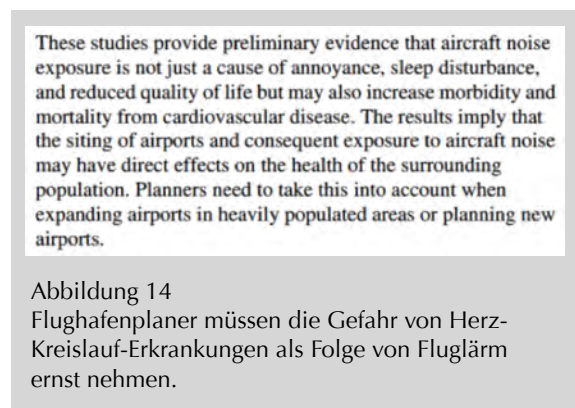 These studies provide preliminary evidence that aircraft noise
exposure is not just a cause of annoyance, sleep disturbance,
and reduced quality of life but may also increase morbidity and
mortality from cardiovascular disease. The results imply that
the siting of airports and consequent exposure to aircraft noise
may have direct effects on the health of the surrounding
population. Planners need to take this into account when
expanding airports in heavily populated areas or planning new
airports.
Abbildung 14
Flughafenplaner müssen die Gefahr von Herz-
Kreislauf-Erkrankungen als Folge von Fluglärm
ernst nehmen.